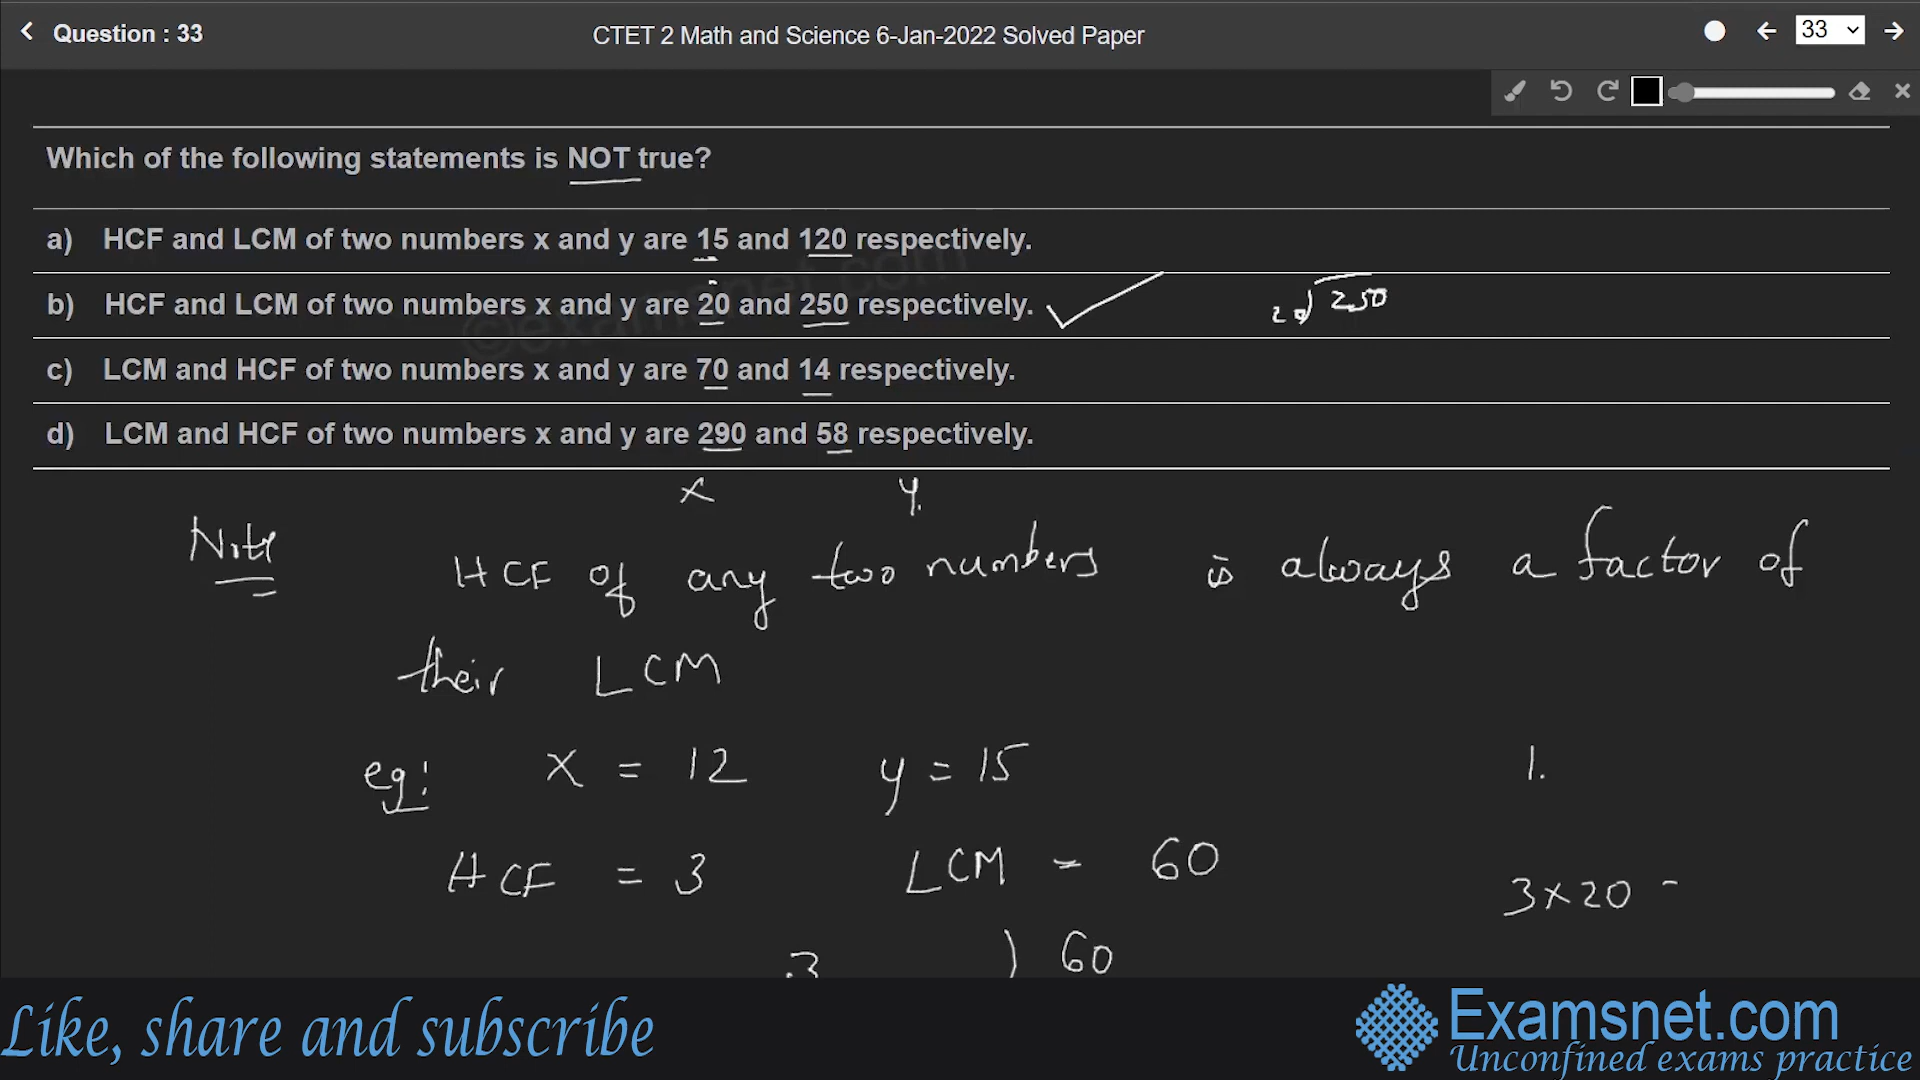 Question : 33
CTET 2 Math and Science 6-Jan-2022 Solved Paper
33
Which of the following statements is NOT true?
a) HCF and LCM of two numbers x and y are 15 and 120 respectively.
b) HCF and LCM of two numbers x and y are 20 and 250 respectively.
20)250
c) LCM and HCF of two numbers x and y are 70 and 14 respectively.
d) LCM and HCF of two numbers x and y are 290 and 58 respectively.
©examsnet.com
x y
Note HCF of any two numbers is always a factor of
their LCM
eg: x = 12 y = 15 1.
HCF = 3 LCM = 60 3 x 20 -
3 ) 60
Like, share and subscribe
Examsnet.com
Unconfined exams practice